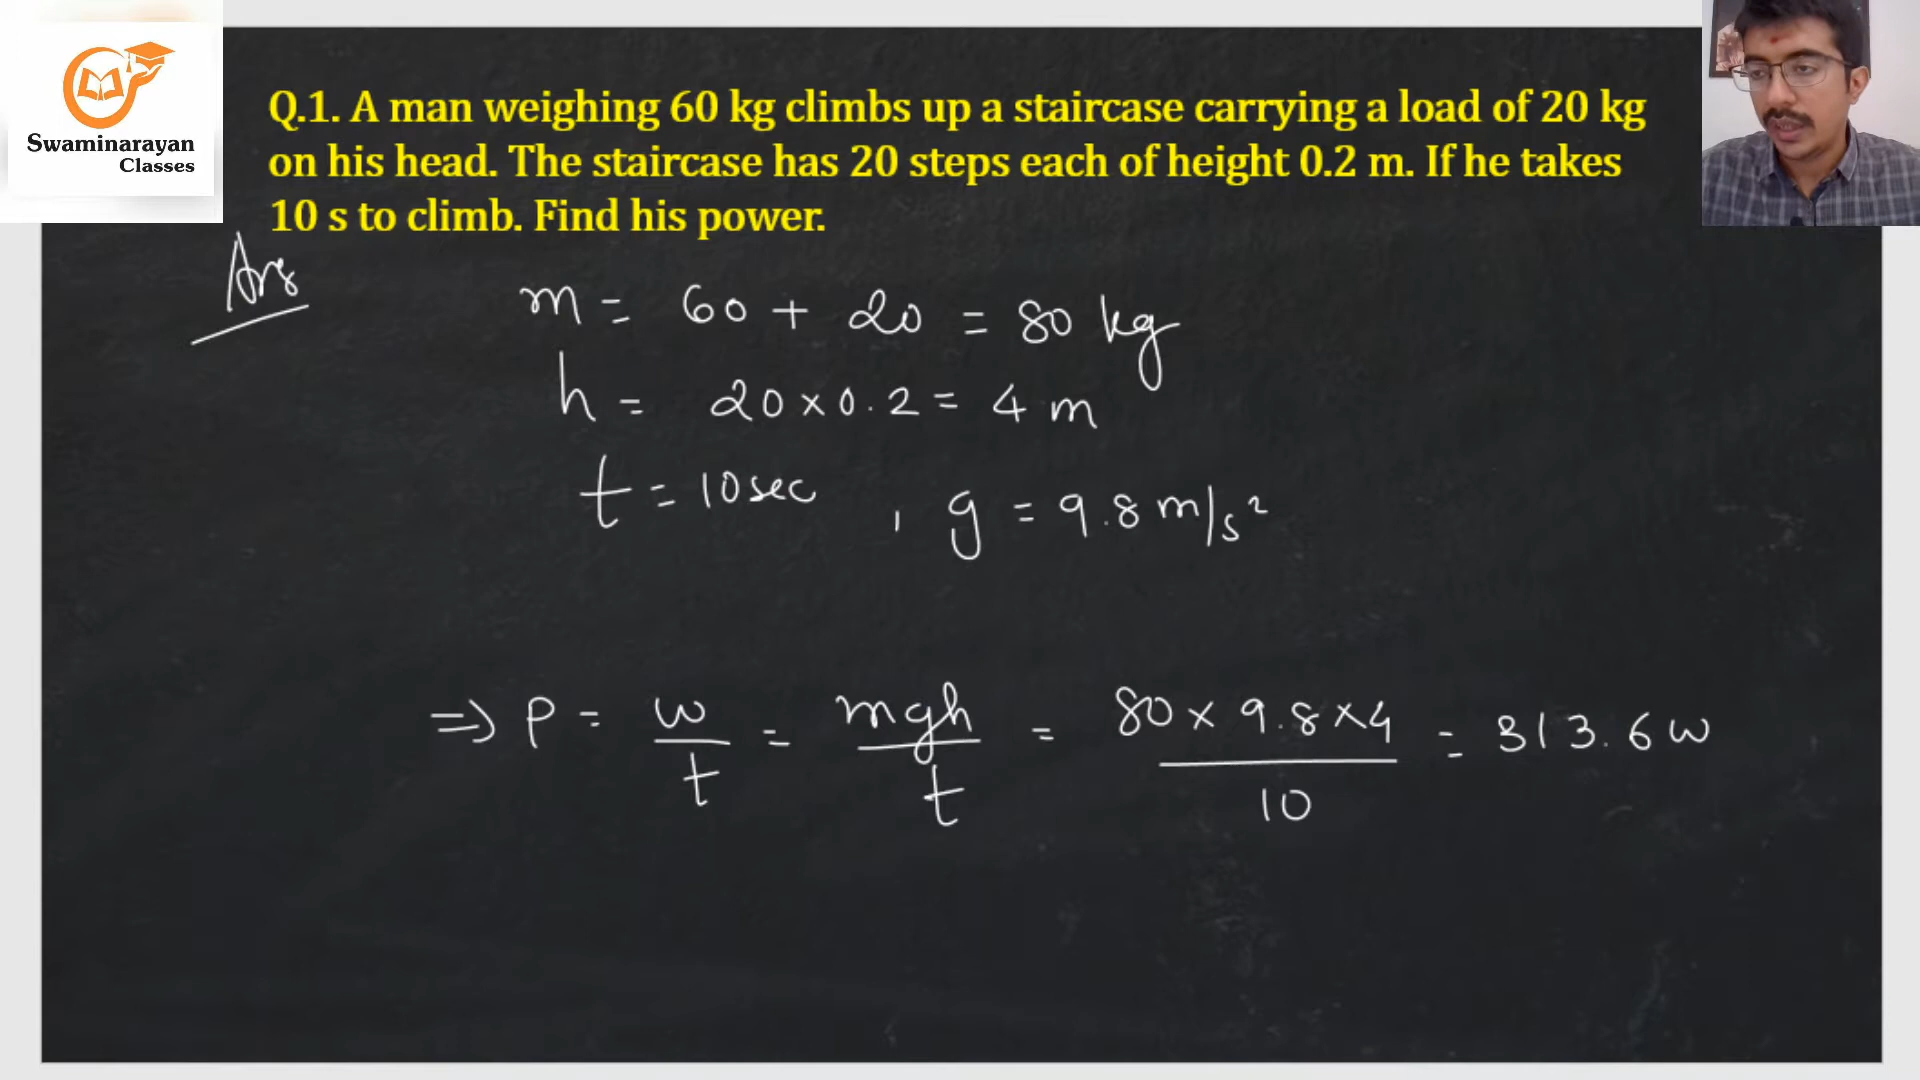 Swaminarayan
Classes
Q.1. A man weighing 60 kg climbs up a staircase carrying a load of 20 kg
on his head. The staircase has 20 steps each of height 0.2 m. If he takes
10 s to climb. Find his power.
Ans
m = 60 + 20 = 80 kg
h = 20 × 0.2 = 4 m
t = 10 sec , g = 9.8 m/s²
⇒ P = w/t = mgh/t = 80 × 9.8 × 4/10 = 313.6 w